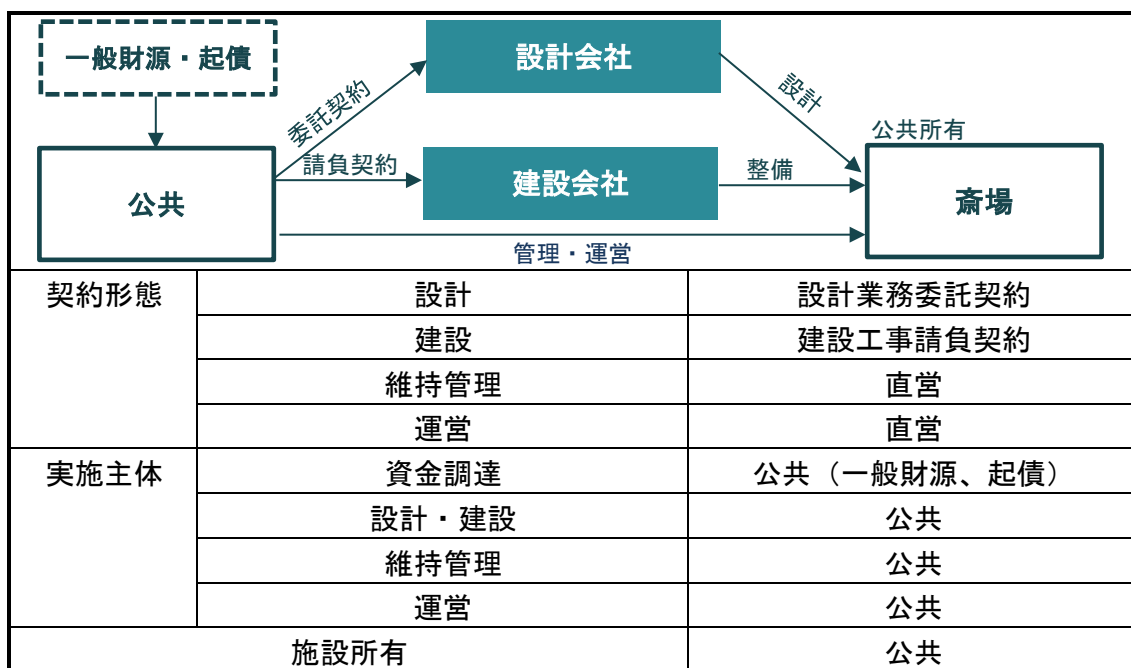 一般財源・起債
設計会社
委託契約
設計
公共所有
請負契約
建設会社
整備
公共
斎場
管理・運営
契約形態 設計 設計業務委託契約
建設 建設工事請負契約
維持管理 直営
運営 直営
実施主体 資金調達 公共（一般財源、起債）
設計・建設 公共
維持管理 公共
運営 公共
施設所有 公共